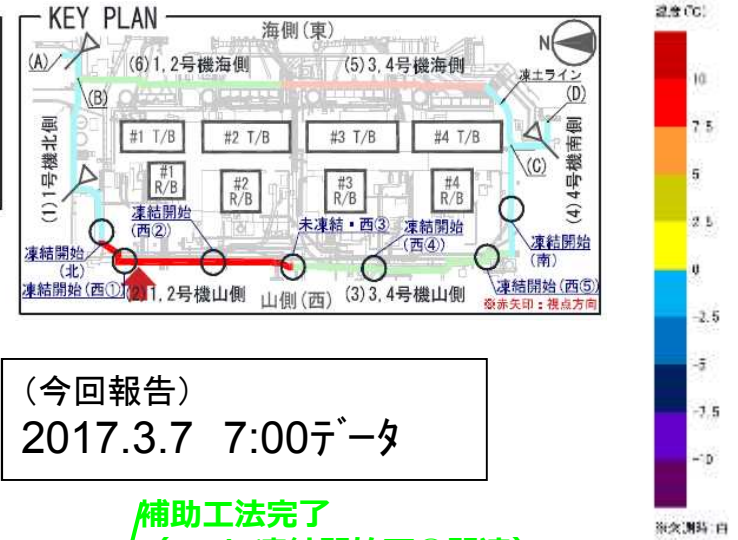 KEY PLAN
海側(東)
N
(A)
(6)1,2号機海側
(5)3,4号機海側
凍土ライン
(B)
(D)
#1 T/B
#2 T/B
#3 T/B
#4 T/B
(1)1号機北側
(4)4号機南側
(C)
#1
R/B
#2
R/B
#3
R/B
#4
R/B
凍結開始
(西②)
未凍結・西③
凍結開始
(西④)
凍結開始
(北)
凍結開始
(南)
凍結開始(西①)
(2)1,2号機山側
山側(西)
(3)3,4号機山側
凍結開始(西⑤)
※赤矢印:視点方向
(今回報告)
2017.3.7 7:00データ
補助工法完了
温度(℃)
10
7.5
5
2.5
0
-2.5
-5
-7.5
-10